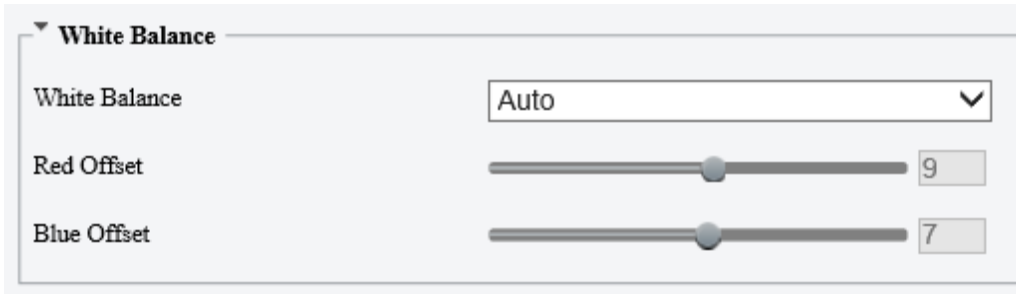 White Balance
White Balance Auto
Red Offset 9
Blue Offset 7